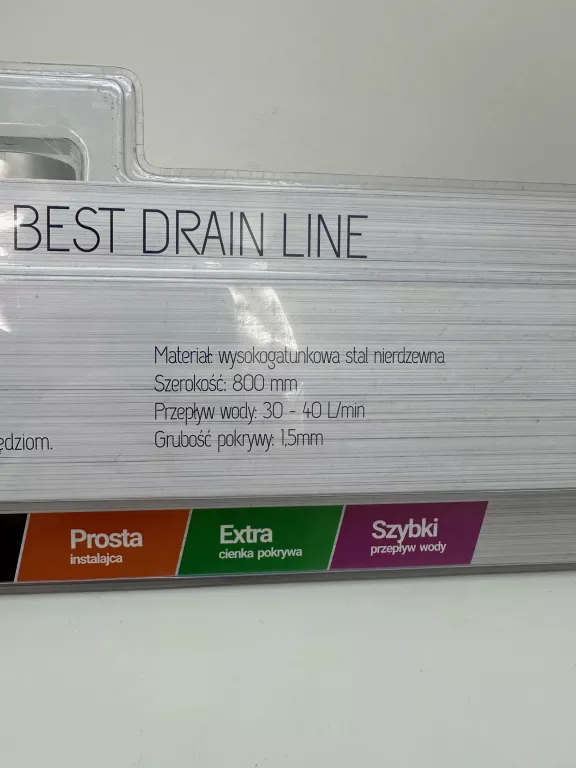 BEST DRAIN LINE
Materiał: wysokogatunkowa stal nierdzewna
Szerokość: 800 mm
Przepływ wody: 30 - 40 L/min
Grubość pokrywy: 1,5mm
ędziom.
Prosta
instalajca
Extra
cienka pokrywa
Szybki
przepływ wody